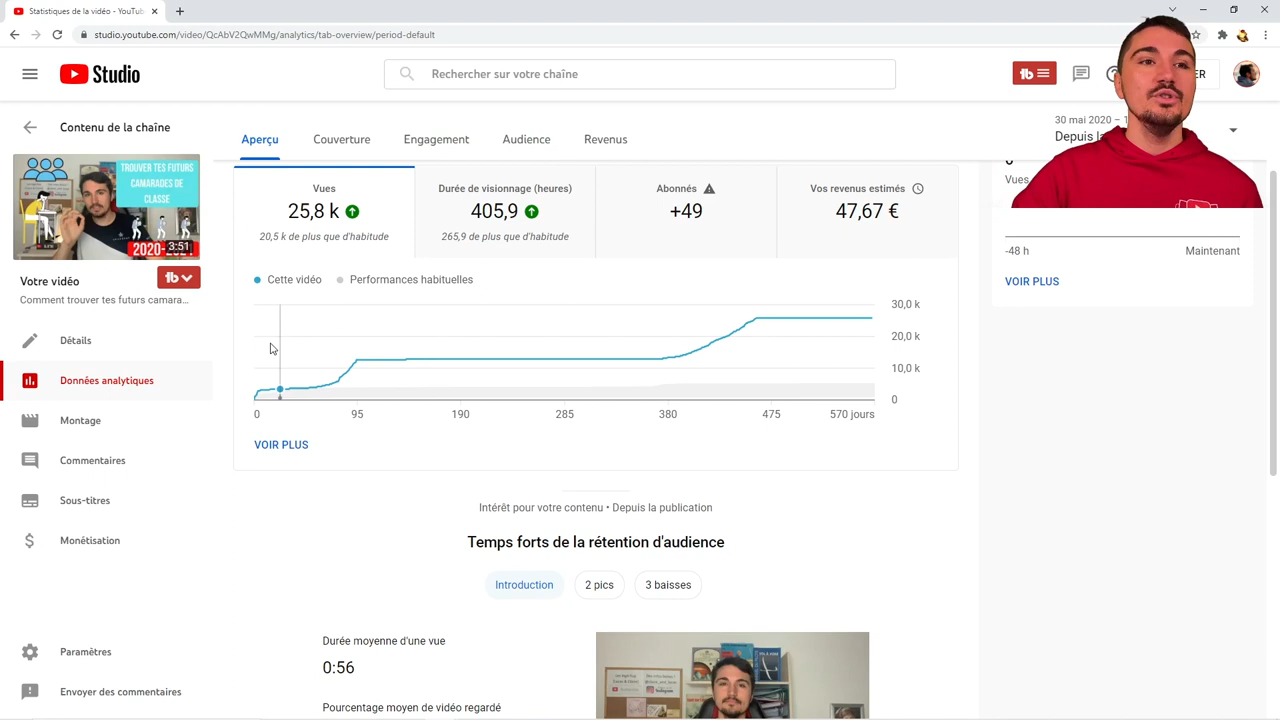 Statistiques de la vidéo - YouTub
studio.youtube.com/video/QcAbV2QwMMg/analytics/tab-overview/period-default
Studio
Rechercher sur votre chaîne
tb
ER
Contenu de la chaîne
Aperçu
Couverture
Engagement
Audience
Revenus
30 mai 2020 – 1
Depuis la
TROUVER TES FUTURS
CAMARADES DE
CLASSE
3:51
Votre vidéo
tb
Comment trouver tes futurs camara...
Détails
Données analytiques
Montage
Commentaires
Sous-titres
Monétisation
Paramètres
Envoyer des commentaires
Vues
25,8 k
20,5 k de plus que d'habitude
Durée de visionnage (heures)
405,9
265,9 de plus que d'habitude
Abonnés
+49
Vos revenus estimés
47,67 €
Cette vidéo
Performances habituelles
30,0 k
20,0 k
10,0 k
0
0
95
190
285
380
475
570 jours
VOIR PLUS
Vues
-48 h
Maintenant
VOIR PLUS
Intérêt pour votre contenu • Depuis la publication
Temps forts de la rétention d'audience
Introduction
2 pics
3 baisses
Durée moyenne d'une vue
0:56
Pourcentage moyen de vidéo regardé